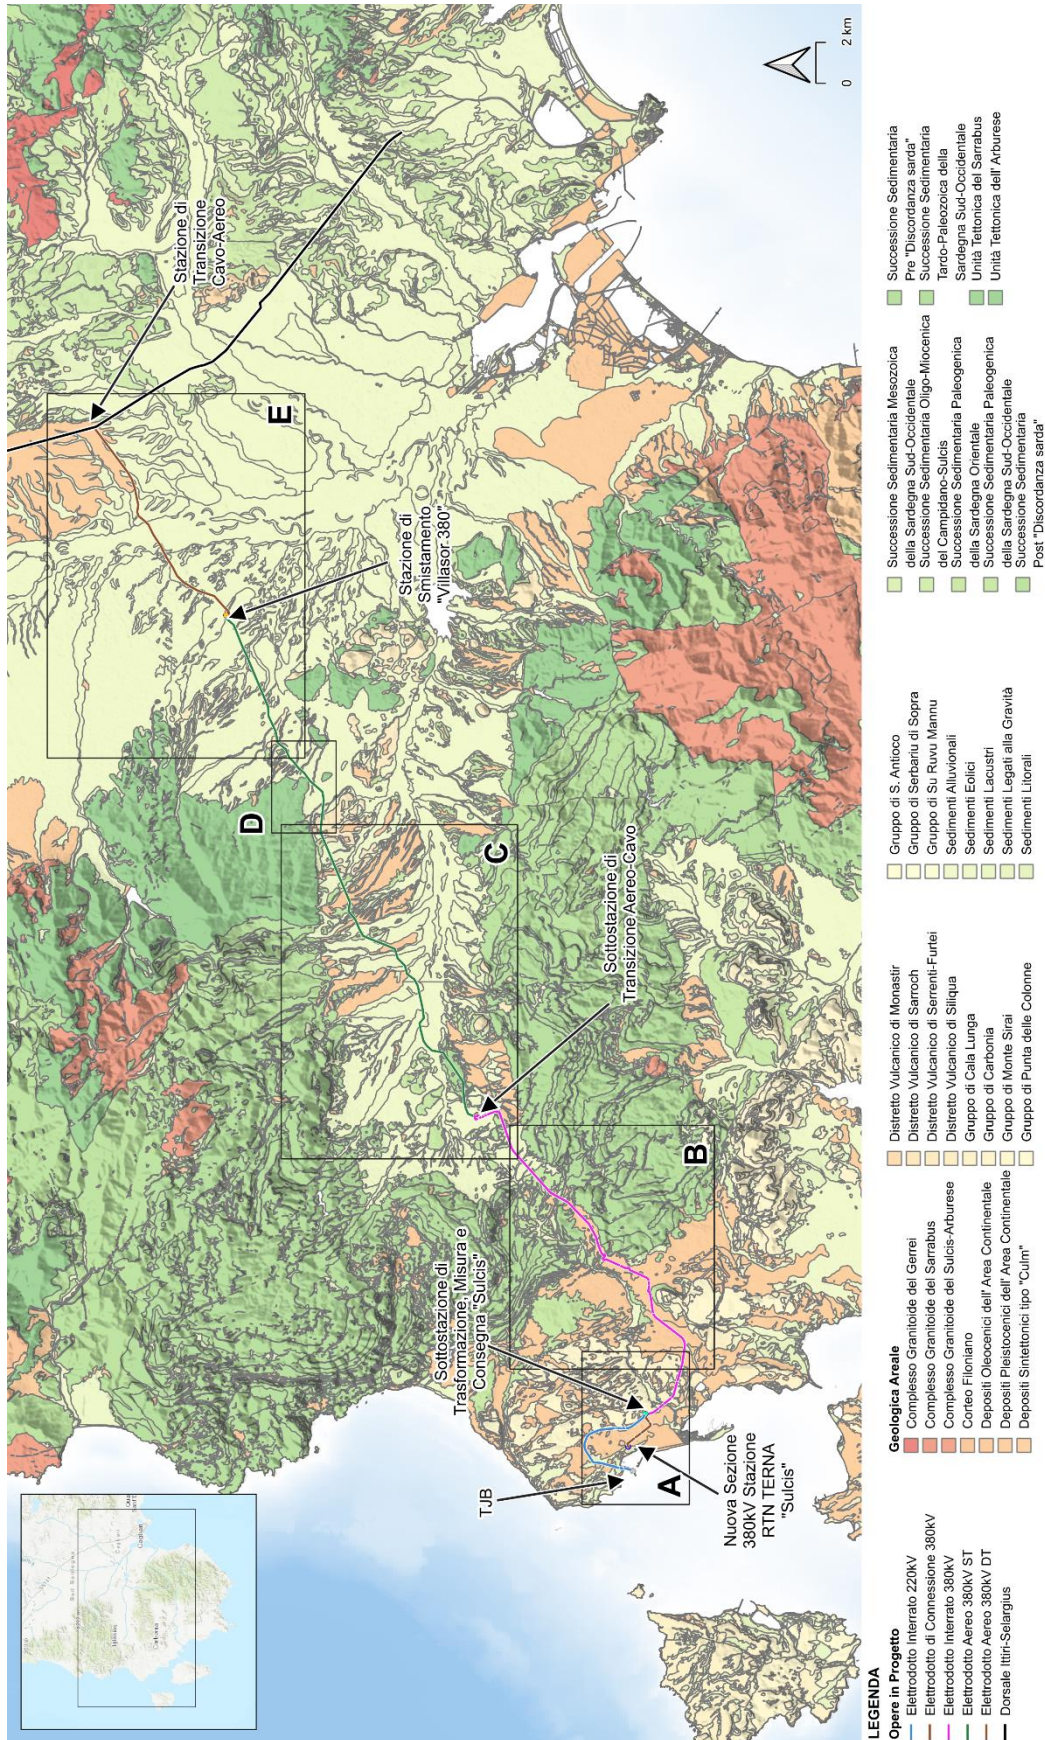 Stazione di
Transizione
Cavo-Aereo
E
Stazione di
Smistamento
"Villasor 380"
D
C
Sottostazione di
Transizione Aereo-Cavo
B
Sottostazione di
Trasformazione, Misura e
Consegna "Sulcis"
TJB
A
Nuova Sezione
380kV Stazione
RTN TERNA
"Sulcis"
0 2 km
Iglesias
Carbonia
Cagliari
LEGENDA
Opere in Progetto
Elettrodotto Interrato 220kV
Elettrodotto di Connessione 380kV
Elettrodotto Interrato 380kV
Elettrodotto Aereo 380kV ST
Elettrodotto Aereo 380kV DT
Dorsale Ittiri-Selargius
Geologica Areale
Complesso Granitoide del Gerrei
Complesso Granitoide del Sarrabus
Complesso Granitoide del Sulcis-Arburese
Corteo Filoniano
Depositi Oleocenici dell' Area Continentale
Depositi Pleistocenici dell' Area Continentale
Depositi Sintettonici tipo "Culm"
Distretto Vulcanico di Monastir
Distretto Vulcanico di Sarroch
Distretto Vulcanico di Serrenti-Furtei
Distretto Vulcanico di Siliqua
Gruppo di Cala Lunga
Gruppo di Carbonia
Gruppo di Monte Sirai
Gruppo di Punta delle Colonne
Gruppo di S. Antioco
Gruppo di Serbariu di Sopra
Gruppo di Su Ruvu Mannu
Sedimenti Alluvionali
Sedimenti Eolici
Sedimenti Lacustri
Sedimenti Legati alla Gravità
Sedimenti Litorali
Successione Sedimentaria Mesozoica
della Sardegna Sud-Occidentale
Successione Sedimentaria Oligo-Miocenica
del Campidano-Sulcis
Successione Sedimentaria Paleogenica
della Sardegna Orientale
Successione Sedimentaria Paleogenica
della Sardegna Sud-Occidentale
Successione Sedimentaria
Post "Discordanza sarda"
Successione Sedimentaria
Pre "Discordanza sarda"
Successione Sedimentaria
Tardo-Paleozoica della
Sardegna Sud-Occidentale
Unità Tettonica del Sarrabus
Unità Tettonica dell' Arburese